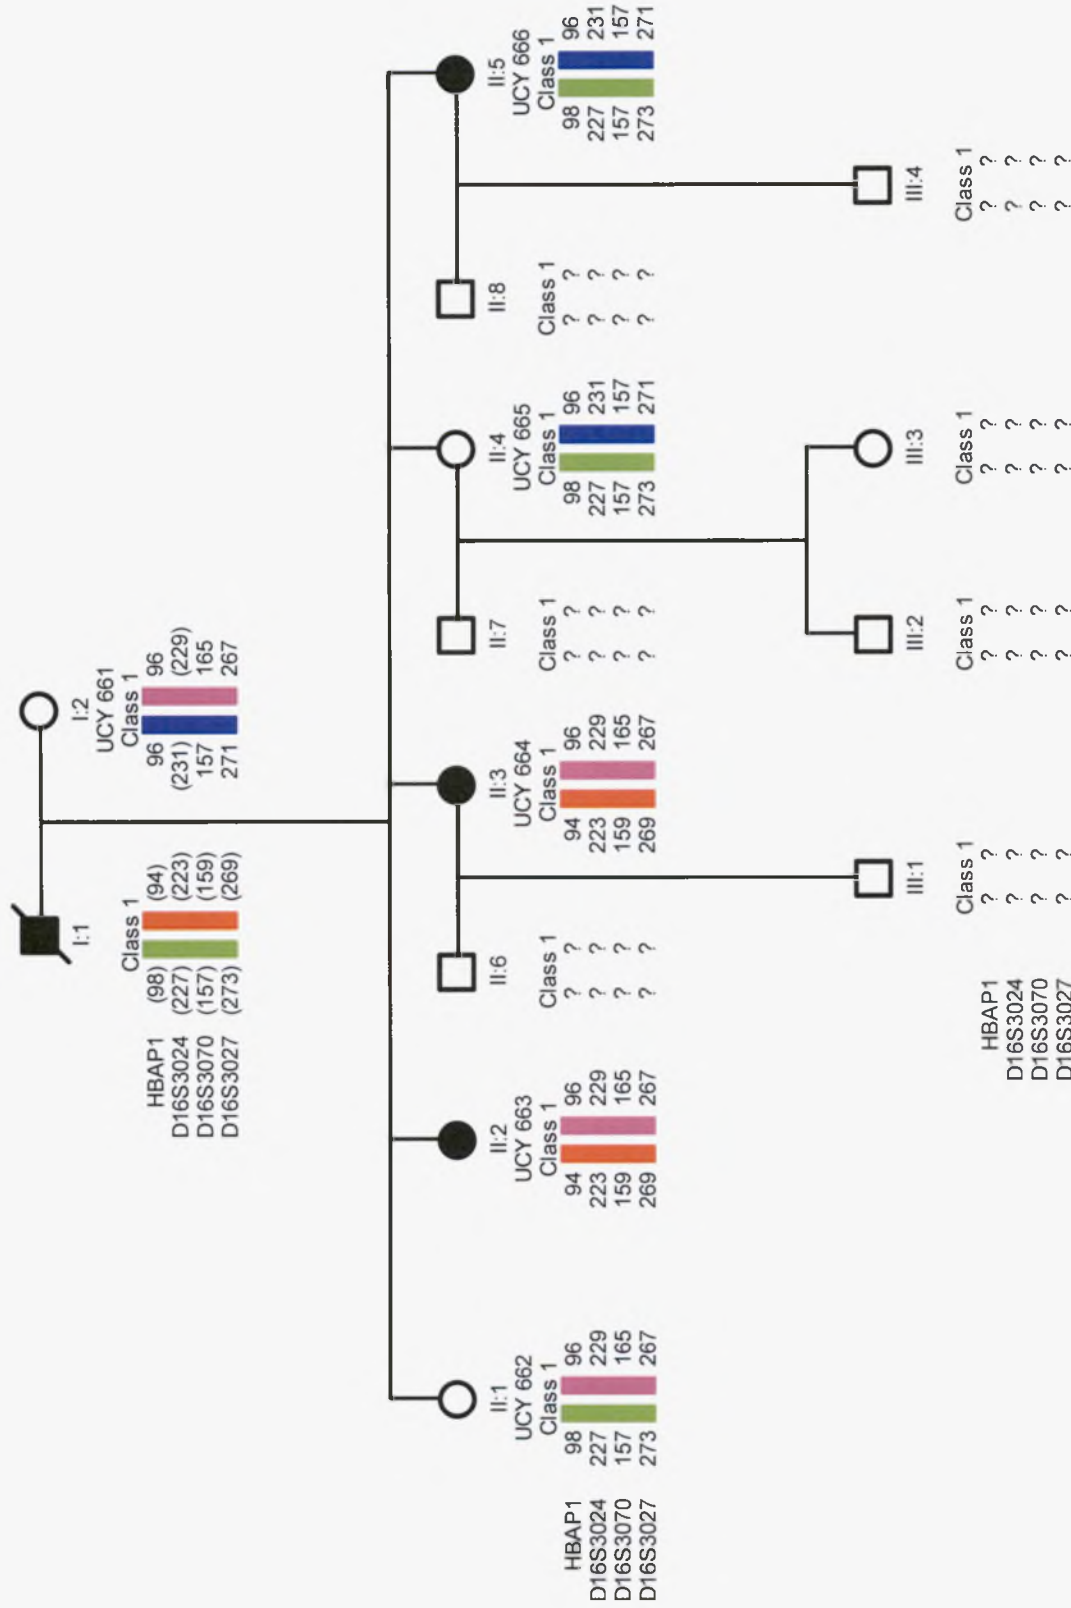 I:1
Class 1
HBAP1 (98) (94)
D16S3024 (227) (223)
D16S3070 (157) (159)
D16S3027 (273) (269)
I:2
UCY 661
Class 1
96 96
(231) (229)
157 165
271 267
II:1
UCY 662
Class 1
HBAP1 98 96
D16S3024 227 229
D16S3070 157 165
D16S3027 273 267
II:2
UCY 663
Class 1
94 96
223 229
159 165
269 267
II:6
Class 1
? ?
? ?
? ?
? ?
II:3
UCY 664
Class 1
94 96
223 229
159 165
269 267
II:7
Class 1
? ?
? ?
? ?
? ?
II:4
UCY 665
Class 1
98 96
227 231
157 157
273 271
II:8
Class 1
? ?
? ?
? ?
? ?
II:5
UCY 666
Class 1
98 96
227 231
157 157
273 271
III:1
Class 1
HBAP1 ? ?
D16S3024 ? ?
D16S3070 ? ?
D16S3027 ? ?
III:2
Class 1
? ?
? ?
? ?
? ?
III:3
Class 1
? ?
? ?
? ?
? ?
III:4
Class 1
? ?
? ?
? ?
? ?